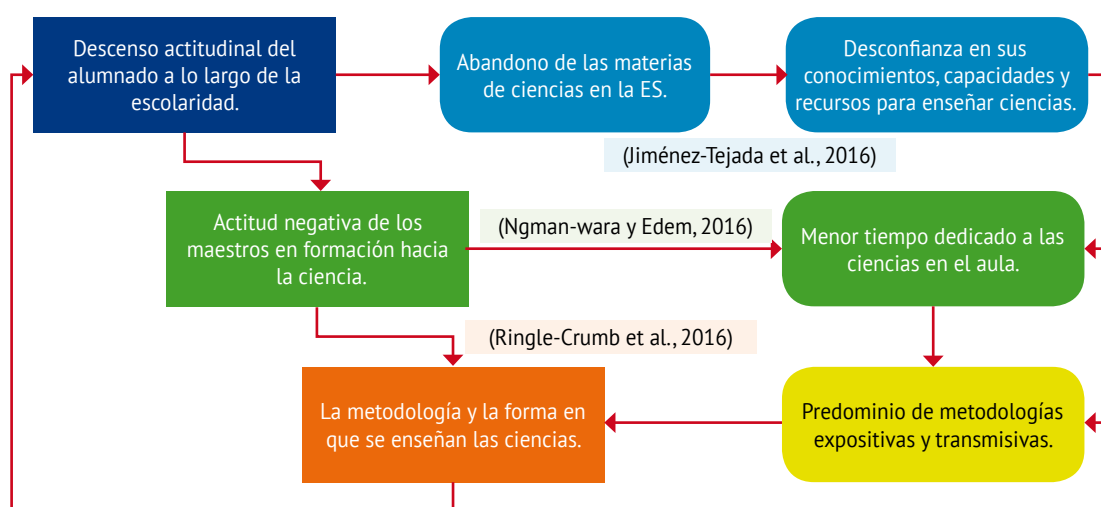 Descenso actitudinal del
alumnado a lo largo de la
escolaridad.
Abandono de las materias
de ciencias en la ES.
Desconfianza en sus
conocimientos, capacidades y
recursos para enseñar ciencias.
(Jiménez-Tejada et al., 2016)
Actitud negativa de los
maestros en formación hacia
la ciencia.
(Ngman-wara y Edem, 2016)
Menor tiempo dedicado a las
ciencias en el aula.
(Ringle-Crumb et al., 2016)
La metodología y la forma en
que se enseñan las ciencias.
Predominio de metodologías
expositivas y transmisivas.